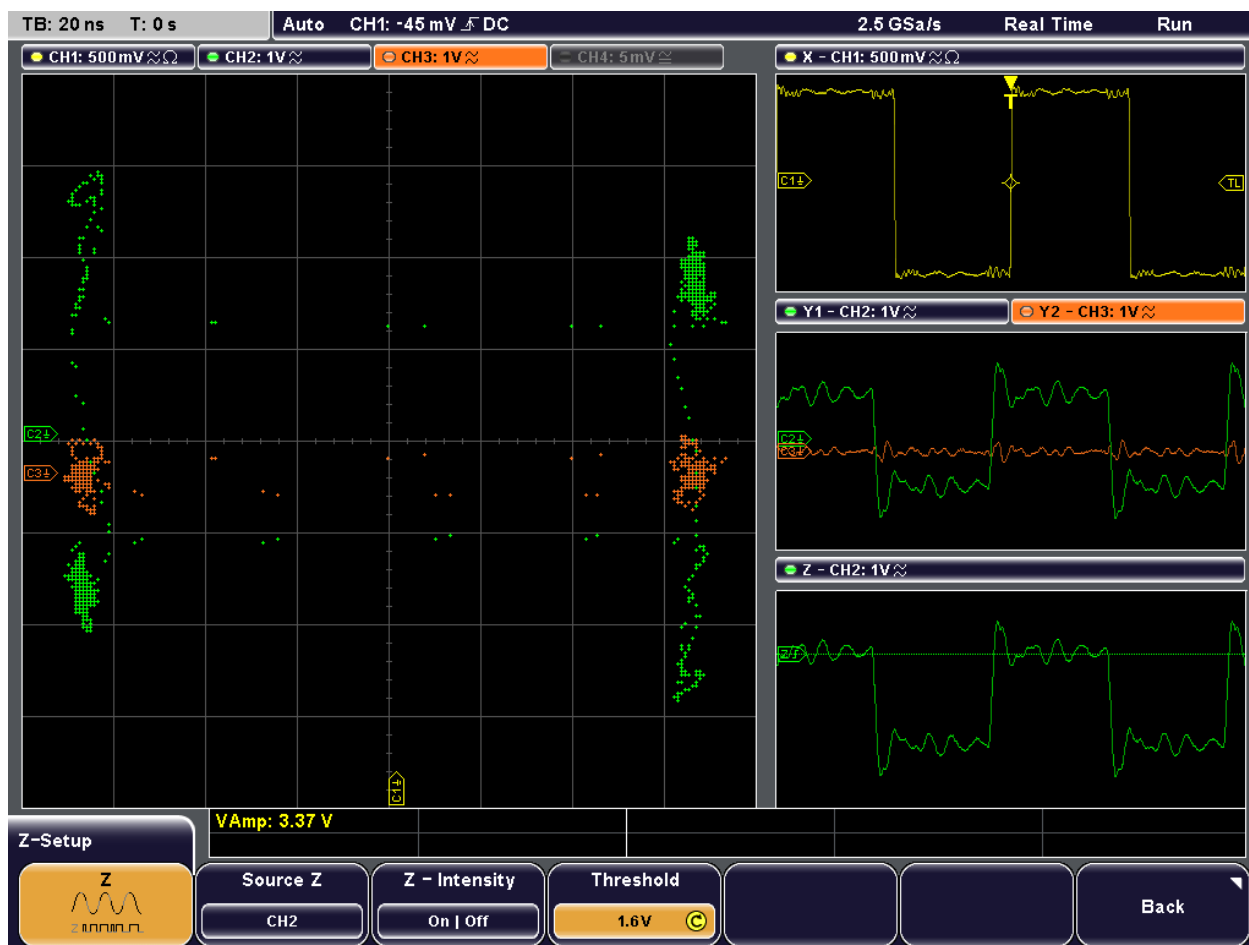 TB: 20 ns T: 0 s Auto CH1: -45 mV DC 2.5 GSa/s Real Time Run
CH1: 500mV≂Ω CH2: 1V≂ CH3: 1V≂ CH4: 5mV≅ X - CH1: 500mV≂Ω
T
C1
TL
Y1 - CH2: 1V≂ Y2 - CH3: 1V≂
C2
C3
C2
C3
Z - CH2: 1V≂
Z/
C1
VAmp: 3.37 V
Z-Setup
Z Source Z Z - Intensity Threshold
Z CH2 On | Off 1.6V C Back